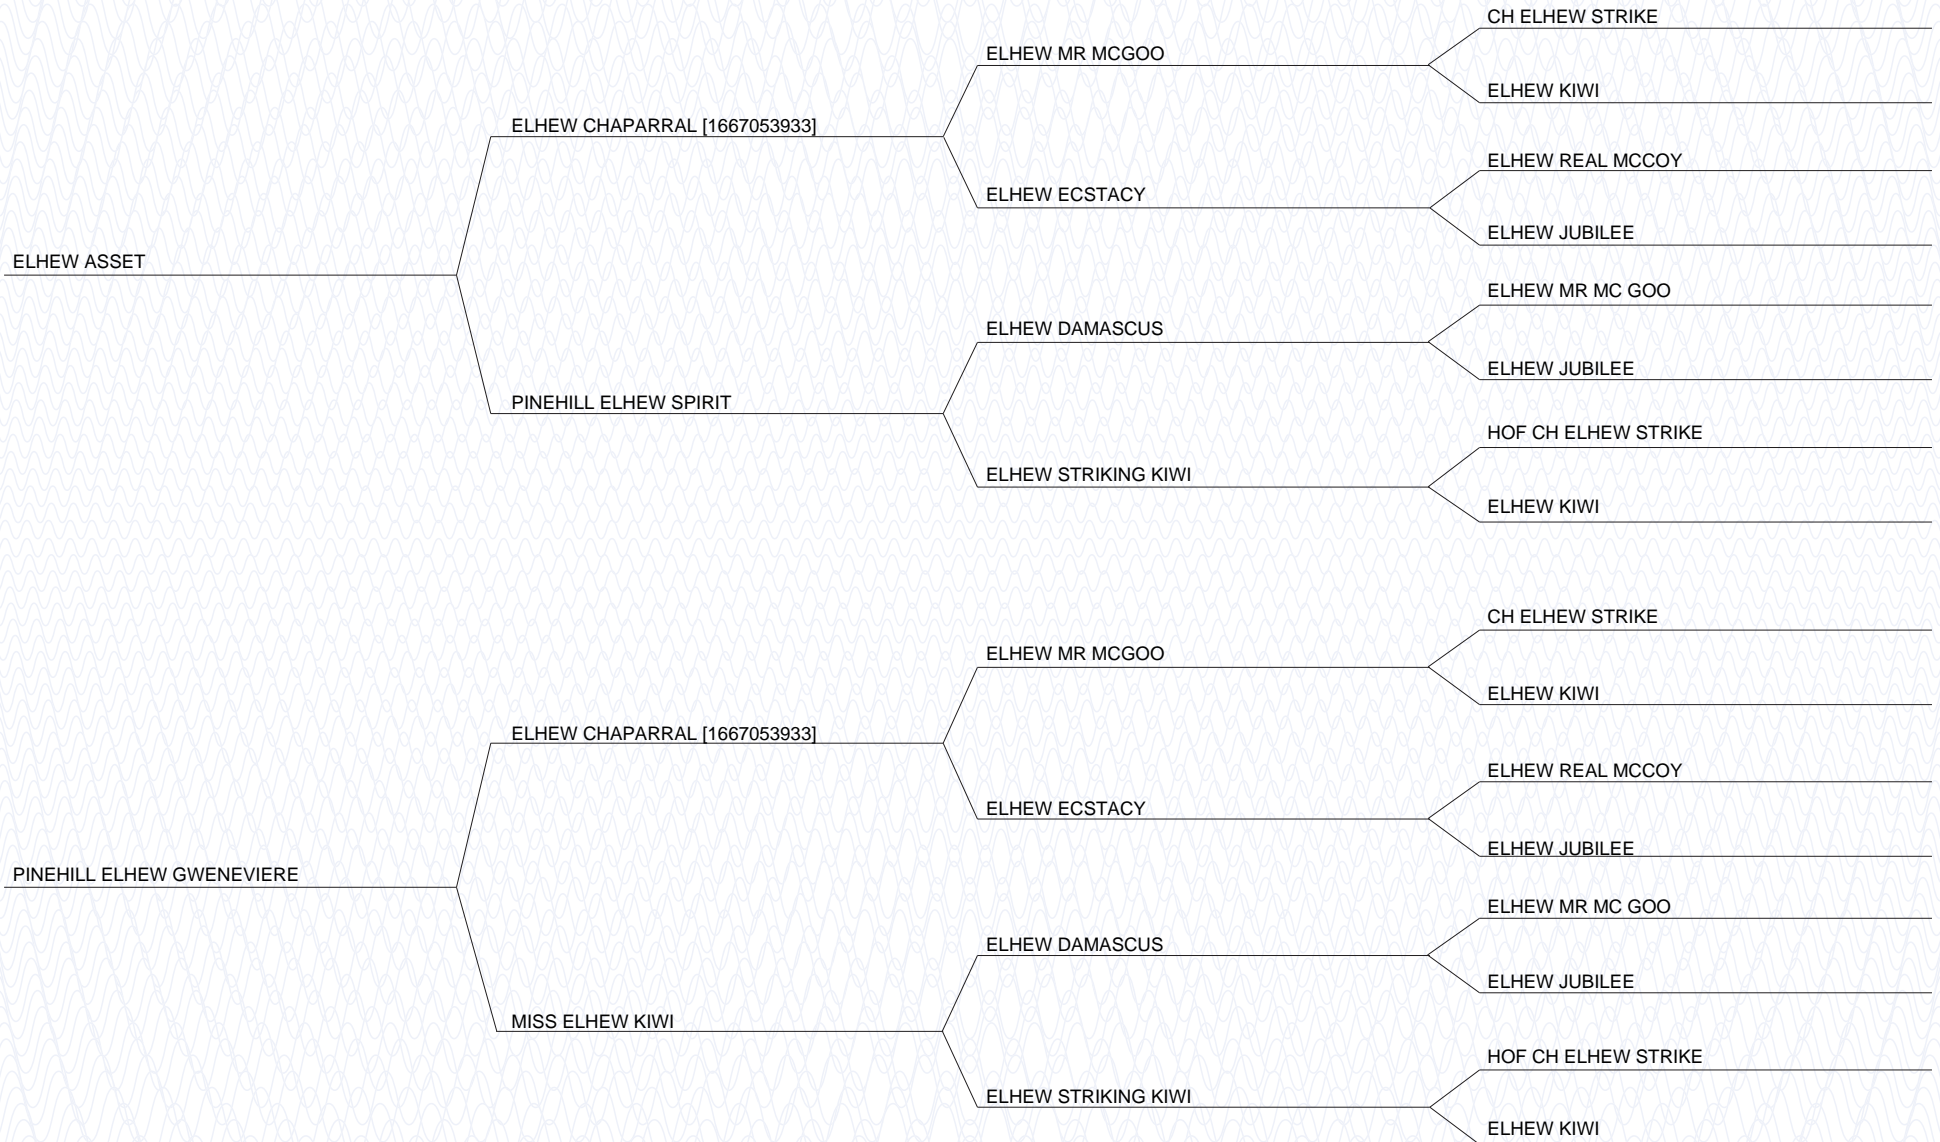 CH ELHEW STRIKE
ELHEW MR MCGOO
ELHEW KIWI
ELHEW CHAPARRAL [1667053933]
ELHEW REAL MCCOY
ELHEW ECSTACY
ELHEW JUBILEE
ELHEW ASSET
ELHEW MR MC GOO
ELHEW DAMASCUS
ELHEW JUBILEE
PINEHILL ELHEW SPIRIT
HOF CH ELHEW STRIKE
ELHEW STRIKING KIWI
ELHEW KIWI
CH ELHEW STRIKE
ELHEW MR MCGOO
ELHEW KIWI
ELHEW CHAPARRAL [1667053933]
ELHEW REAL MCCOY
ELHEW ECSTACY
ELHEW JUBILEE
PINEHILL ELHEW GWENEVIERE
ELHEW MR MC GOO
ELHEW DAMASCUS
ELHEW JUBILEE
MISS ELHEW KIWI
HOF CH ELHEW STRIKE
ELHEW STRIKING KIWI
ELHEW KIWI